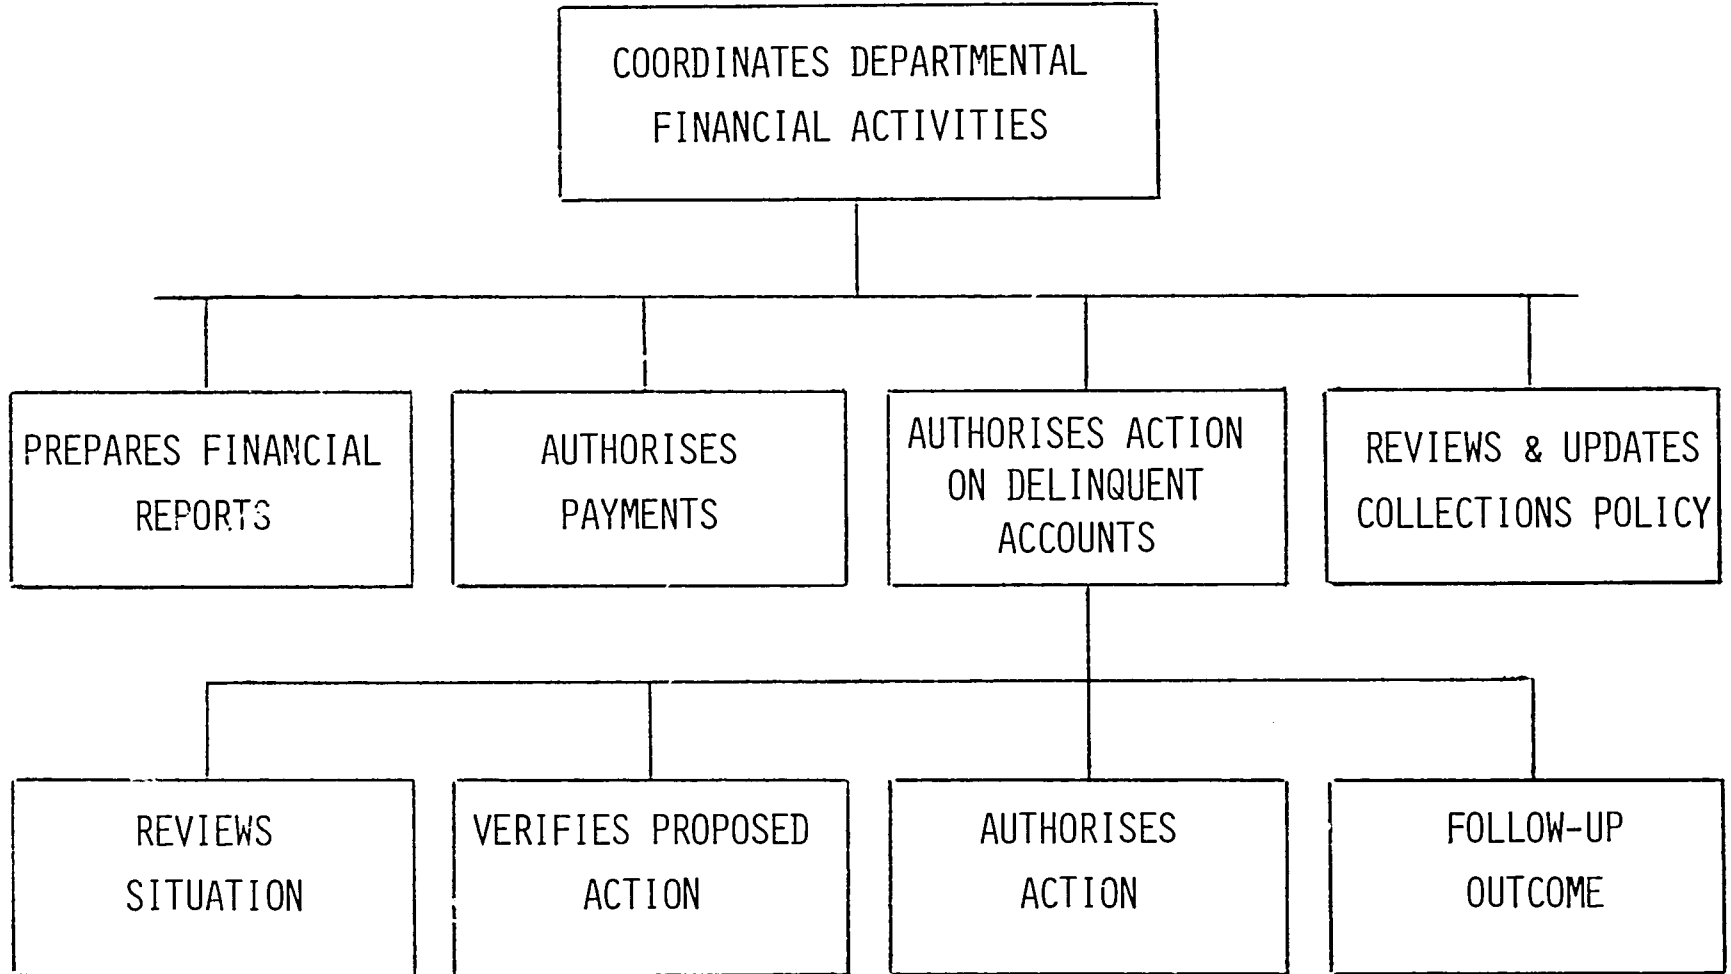 COORDINATES DEPARTMENTAL
FINANCIAL ACTIVITIES
PREPARES FINANCIAL
REPORTS
AUTHORISES
PAYMENTS
AUTHORISES ACTION
ON DELINQUENT
ACCOUNTS
REVIEWS & UPDATES
COLLECTIONS POLICY
REVIEWS
SITUATION
VERIFIES PROPOSED
ACTION
AUTHORISES
ACTION
FOLLOW-UP
OUTCOME